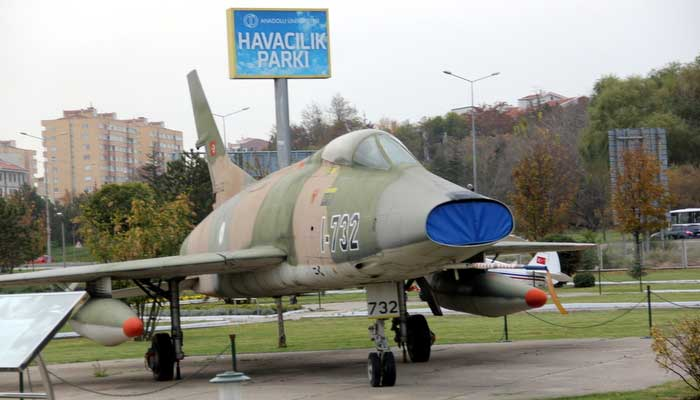 ANADOLU ÜNİVERSİTESİ
HAVACILIK
PARKI
1-732
732